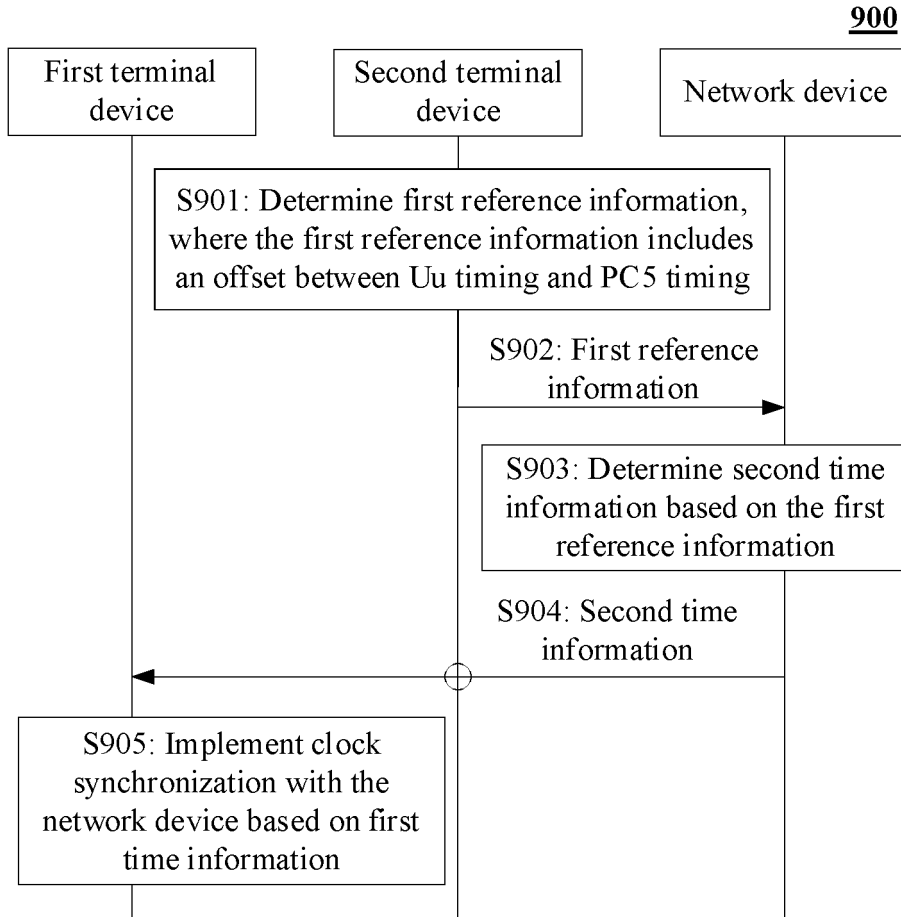 900
First terminal
device
Second terminal
device
Network device
S901: Determine first reference information,
where the first reference information includes
an offset between Uu timing and PC5 timing
S902: First reference
information
S903: Determine second time
information based on the first
reference information
S904: Second time
information
S905: Implement clock
synchronization with the
network device based on first
time information